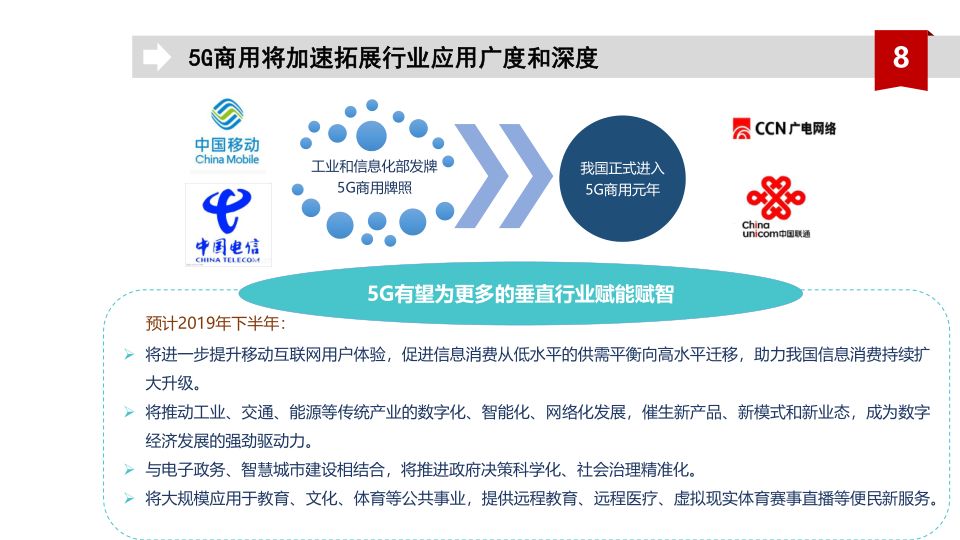 5G商用将加速拓展行业应用广度和深度
8
中国移动
China Mobile
中国电信
CHINA TELECOM
工业和信息化部发牌
5G商用牌照
我国正式进入
5G商用元年
CCN 广电网络
China
unicom中国联通
5G有望为更多的垂直行业赋能赋智
预计2019年下半年：
将进一步提升移动互联网用户体验，促进信息消费从低水平的供需平衡向高水平迁移，助力我国信息消费持续扩
大升级。
将推动工业、交通、能源等传统产业的数字化、智能化、网络化发展，催生新产品、新模式和新业态，成为数字
经济发展的强劲驱动力。
与电子政务、智慧城市建设相结合，将推进政府决策科学化、社会治理精准化。
将大规模应用于教育、文化、体育等公共事业，提供远程教育、远程医疗、虚拟现实体育赛事直播等便民新服务。